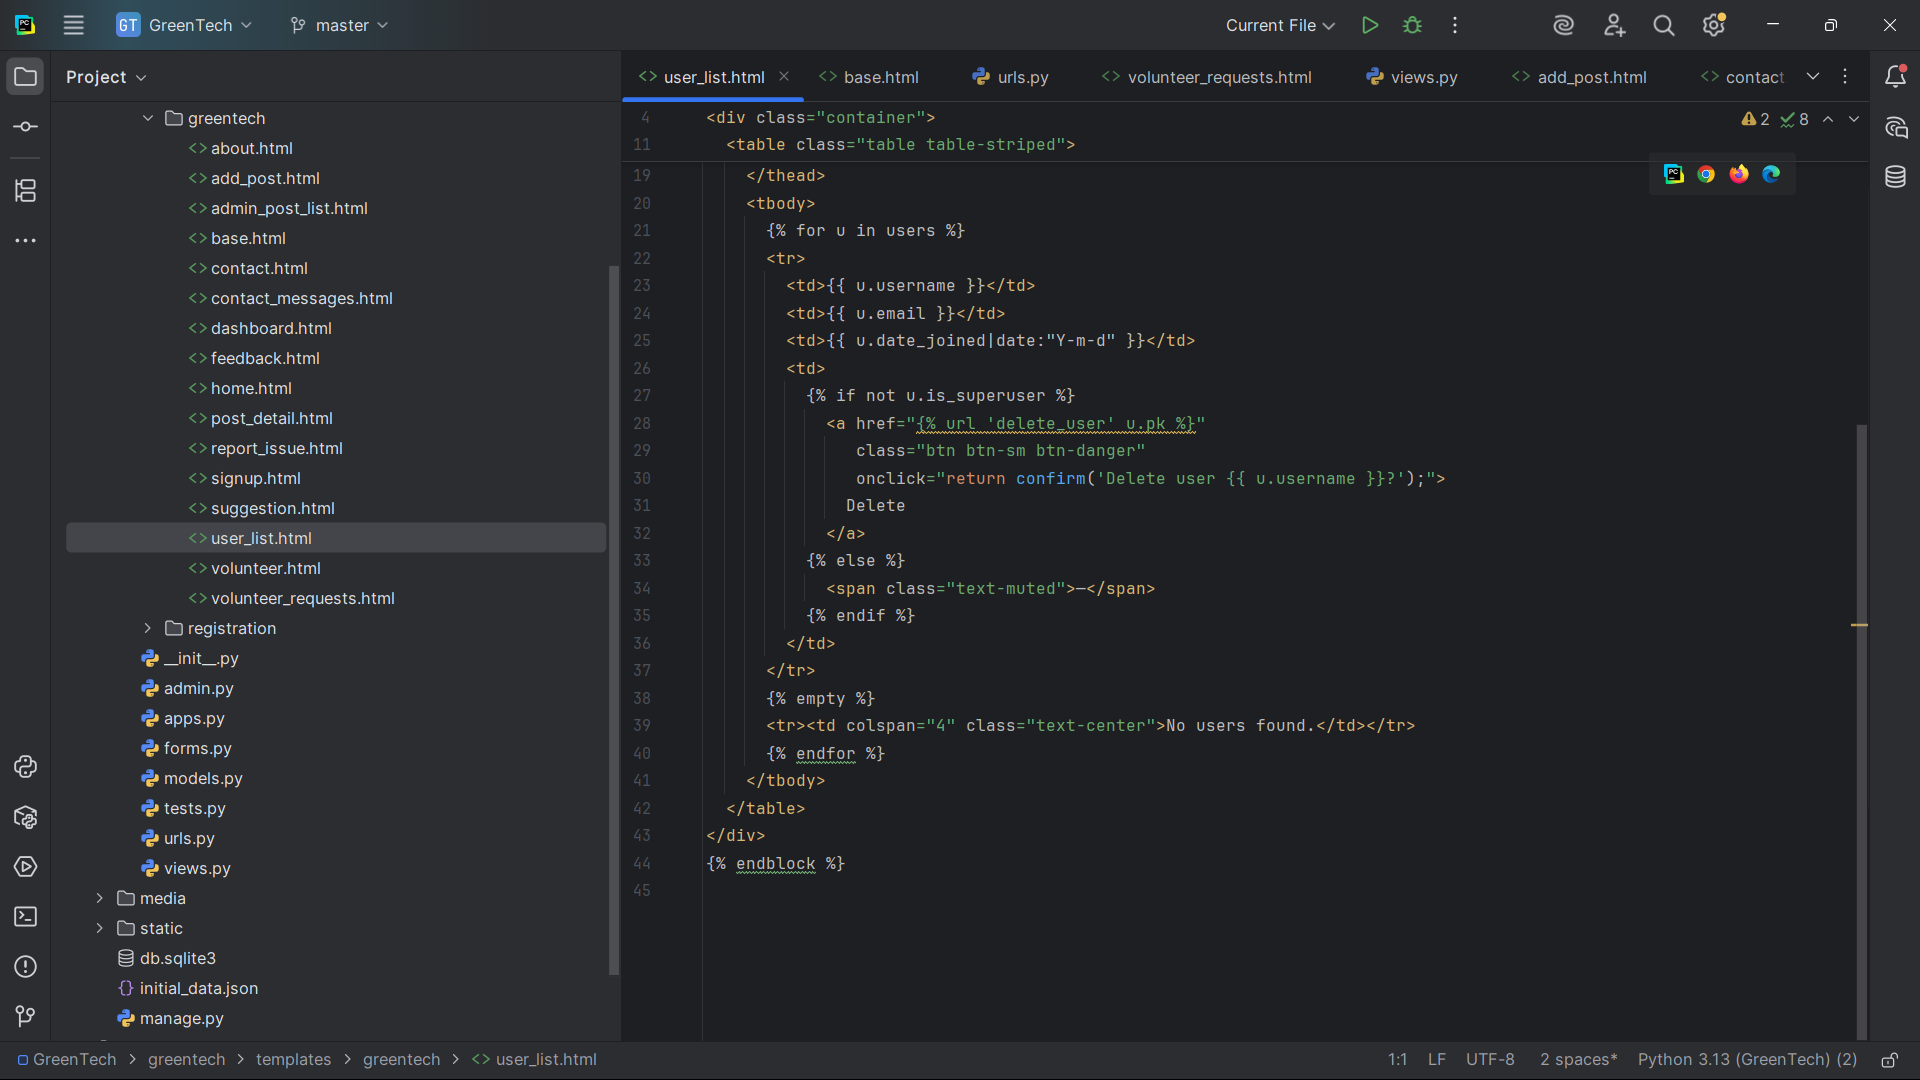 PC
GT GreenTech
master
Current File
Project
greentech
about.html
add_post.html
admin_post_list.html
base.html
contact.html
contact_messages.html
dashboard.html
feedback.html
home.html
post_detail.html
report_issue.html
signup.html
suggestion.html
user_list.html
volunteer.html
volunteer_requests.html
registration
__init__.py
admin.py
apps.py
forms.py
models.py
tests.py
urls.py
views.py
media
static
db.sqlite3
initial_data.json
manage.py
user_list.html
base.html
urls.py
volunteer_requests.html
views.py
add_post.html
contact
2 8
PC
4 <div class="container">
11 <table class="table table-striped">
19 </thead>
20 <tbody>
21 {% for u in users %}
22 <tr>
23 <td>{{ u.username }}</td>
24 <td>{{ u.email }}</td>
25 <td>{{ u.date_joined|date:"Y-m-d" }}</td>
26 <td>
27 {% if not u.is_superuser %}
28 <a href="{% url 'delete_user' u.pk %}"
29 class="btn btn-sm btn-danger"
30 onclick="return confirm('Delete user {{ u.username }}?');">
31 Delete
32 </a>
33 {% else %}
34 <span class="text-muted">—</span>
35 {% endif %}
36 </td>
37 </tr>
38 {% empty %}
39 <tr><td colspan="4" class="text-center">No users found.</td></tr>
40 {% endfor %}
41 </tbody>
42 </table>
43 </div>
44 {% endblock %}
45
GreenTech > greentech > templates > greentech > user_list.html
1:1 LF UTF-8 2 spaces* Python 3.13 (GreenTech) (2)